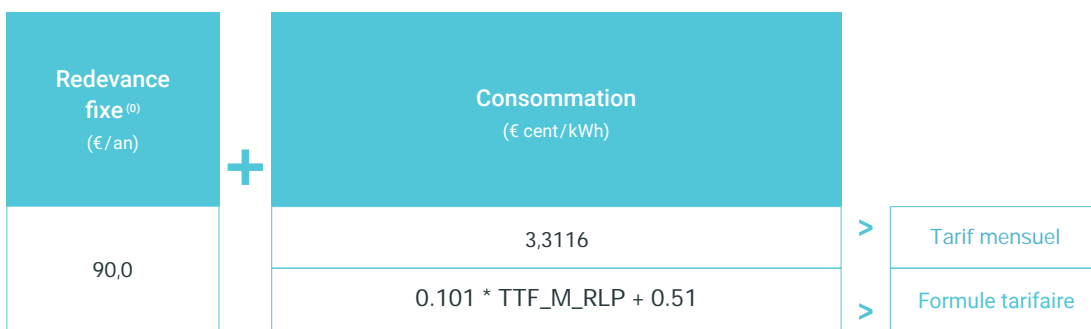 Redevance
fixe (0)
(€/an)
+
Consommation
(€ cent/kWh)
90,0
3,3116
> Tarif mensuel
0.101 * TTF_M_RLP + 0.51
> Formule tarifaire